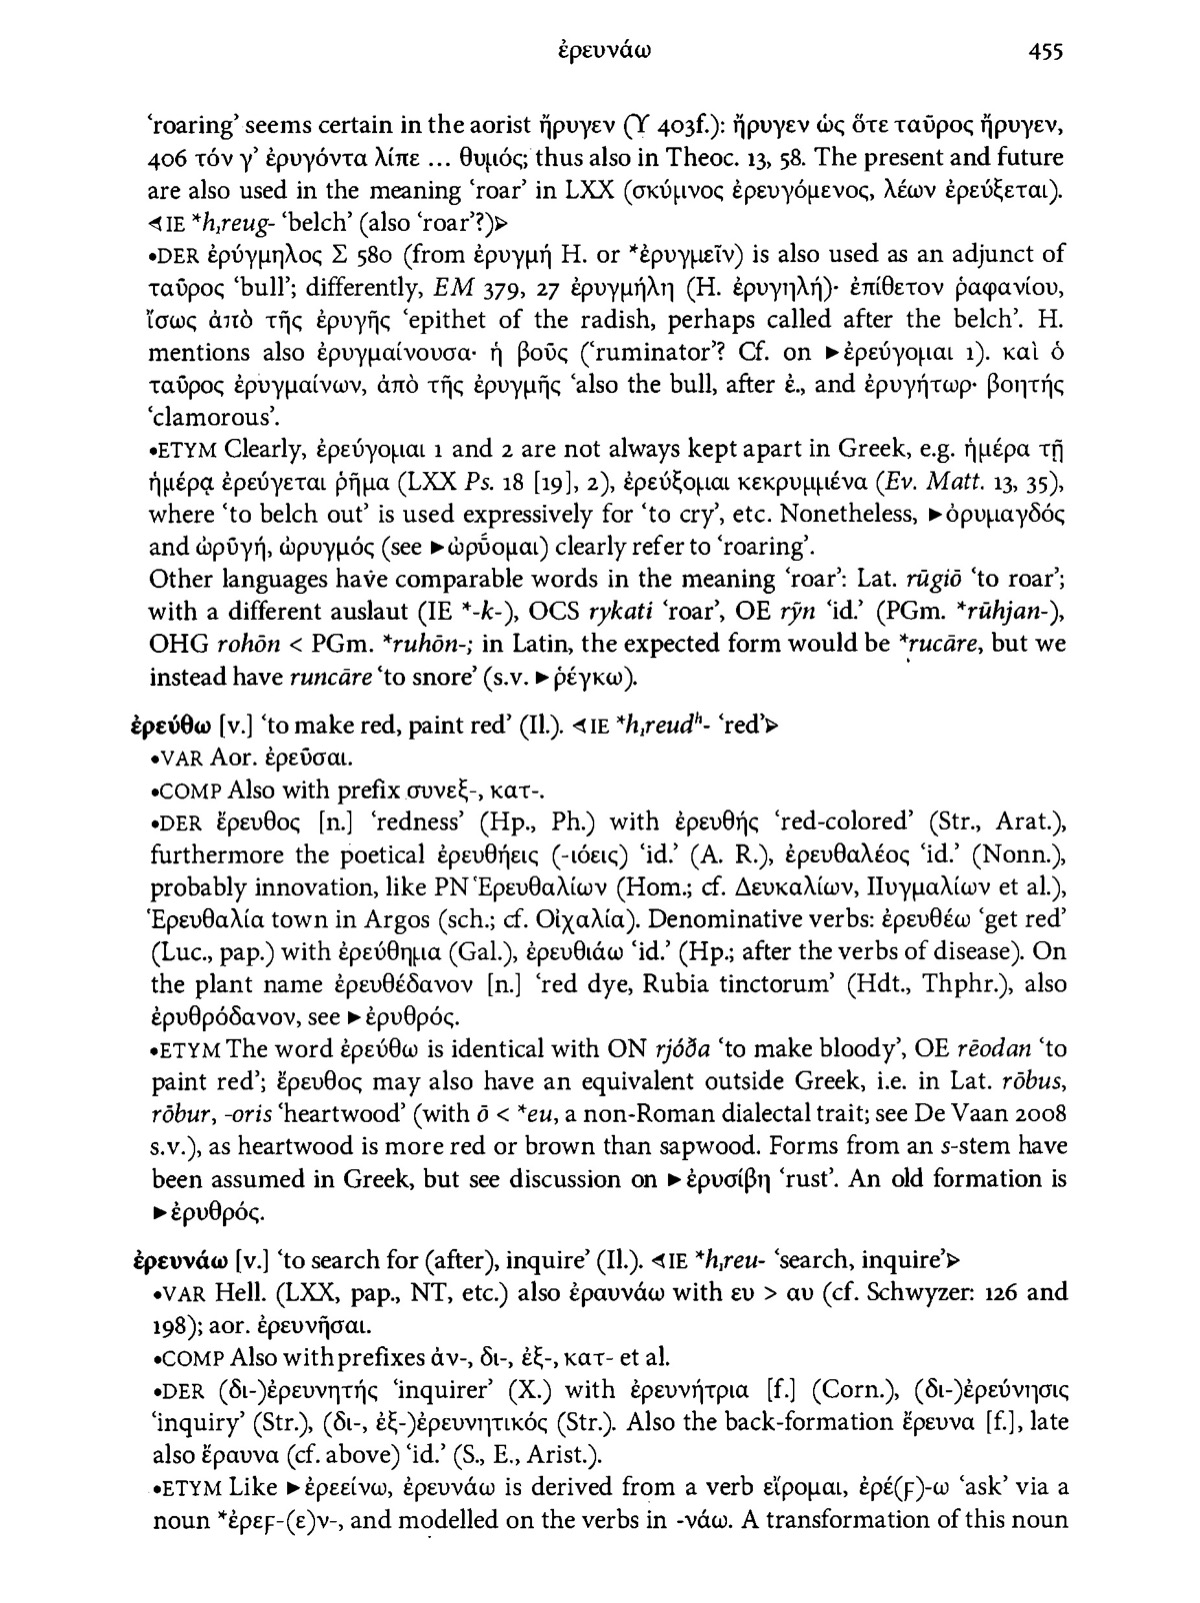 ἐρευνάω 455
‘roaring’ seems certain in the aorist ἤρυγεν (Υ 403f.): ἤρυγεν ὡς ὅτε ταῦρος ἤρυγεν,
406 τόν γ’ ἐρυγόντα λίπε ... θυμός; thus also in Theoc. 13, 58. The present and future
are also used in the meaning ‘roar’ in LXX (σκύμνος ἐρευγόμενος, λέων ἐρεύξεται).
⊲IE *h₁reug- ‘belch’ (also ‘roar’?)⊳
•DER ἐρύγμηλος Σ 580 (from ἐρυγμή H. or *ἐρυγμεῖν) is also used as an adjunct of
ταῦρος ‘bull’; differently, EM 379, 27 ἐρυγμήλη (H. ἐρυγηλή)· ἐπίθετον ῥαφανίου,
ἴσως ἀπὸ τῆς ἐρυγῆς ‘epithet of the radish, perhaps called after the belch’. H.
mentions also ἐρυγμαίνουσα· ἡ βοῦς (‘ruminator’? Cf. on ►ἐρεύγομαι 1). καὶ ὁ
ταῦρος ἐρυγμαίνων, ἀπὸ τῆς ἐρυγμῆς ‘also the bull, after ἐ., and ἐρυγήτωρ· βοητής
‘clamorous’.
•ETYM Clearly, ἐρεύγομαι 1 and 2 are not always kept apart in Greek, e.g. ἡμέρα τῇ
ἡμέρᾳ ἐρεύγεται ῥῆμα (LXX Ps. 18 [19], 2), ἐρεύξομαι κεκρυμμένα (Ev. Matt. 13, 35),
where ‘to belch out’ is used expressively for ‘to cry’, etc. Nonetheless, ►ὀρυμαγδός
and ὠρῡγή, ὠρυγμός (see ►ὠρῡ́ομαι) clearly refer to ‘roaring’.
Other languages have comparable words in the meaning ‘roar’: Lat. rūgiō ‘to roar’;
with a different auslaut (IE *-k-), OCS rykati ‘roar’, OE rȳn ‘id.’ (PGm. *rūhjan-),
OHG rohōn < PGm. *ruhōn-; in Latin, the expected form would be *rucāre, but we
instead have runcāre ‘to snore’ (s.v. ►ῥέγκω).
ἐρεύθω [v.] ‘to make red, paint red’ (Il.). ⊲IE *h₁reudʰ- ‘red’⊳
•VAR Aor. ἐρεῦσαι.
•COMP Also with prefix συνεξ-, κατ-.
•DER ἔρευθος [n.] ‘redness’ (Hp., Ph.) with ἐρευθής ‘red-colored’ (Str., Arat.),
furthermore the poetical ἐρευθήεις (-ιόεις) ‘id.’ (A. R.), ἐρευθαλέος ‘id.’ (Nonn.),
probably innovation, like PN Ἐρευθαλίων (Hom.; cf. Δευκαλίων, Πυγμαλίων et al.),
Ἐρευθαλία town in Argos (sch.; cf. Οἰχαλία). Denominative verbs: ἐρευθέω ‘get red’
(Luc., pap.) with ἐρεύθημα (Gal.), ἐρευθιάω ‘id.’ (Hp.; after the verbs of disease). On
the plant name ἐρευθέδανον [n.] ‘red dye, Rubia tinctorum’ (Hdt., Thphr.), also
ἐρυθρόδανον, see ►ἐρυθρός.
•ETYM The word ἐρεύθω is identical with ON rjóða ‘to make bloody’, OE rēodan ‘to
paint red’; ἔρευθος may also have an equivalent outside Greek, i.e. in Lat. rōbus,
rōbur, -oris ‘heartwood’ (with ō < *eu, a non-Roman dialectal trait; see De Vaan 2008
s.v.), as heartwood is more red or brown than sapwood. Forms from an s-stem have
been assumed in Greek, but see discussion on ►ἐρυσίβη ‘rust’. An old formation is
►ἐρυθρός.
ἐρευνάω [v.] ‘to search for (after), inquire’ (Il.). ⊲IE *h₁reu- ‘search, inquire’⊳
•VAR Hell. (LXX, pap., NT, etc.) also ἐραυνάω with ευ > αυ (cf. Schwyzer: 126 and
198); aor. ἐρευνῆσαι.
•COMP Also with prefixes ἀν-, δι-, ἐξ-, κατ- et al.
•DER (δι-)ἐρευνητής ‘inquirer’ (X.) with ἐρευνήτρια [f.] (Corn.), (δι-)ἐρεύνησις
‘inquiry’ (Str.), (δι-, ἐξ-)ἐρευνητικός (Str.). Also the back-formation ἔρευνα [f.], late
also ἔραυνα (cf. above) ‘id.’ (S., E., Arist.).
•ETYM Like ►ἐρεείνω, ἐρευνάω is derived from a verb εἴρομαι, ἐρέ(ϝ)-ω ‘ask’ via a
noun *ἐρεϝ-(ε)ν-, and modelled on the verbs in -νάω. A transformation of this noun